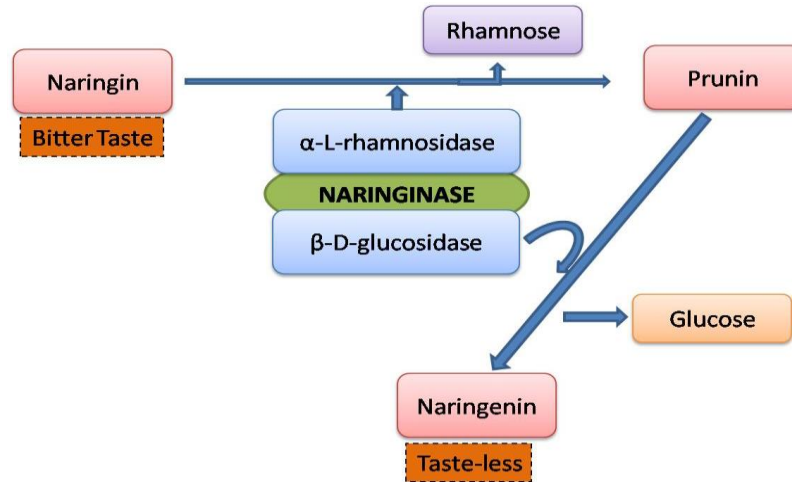 Rhamnose
Naringin
Prunin
Bitter Taste
α-L-rhamnosidase
NARINGINASE
β-D-glucosidase
Glucose
Naringenin
Taste-less